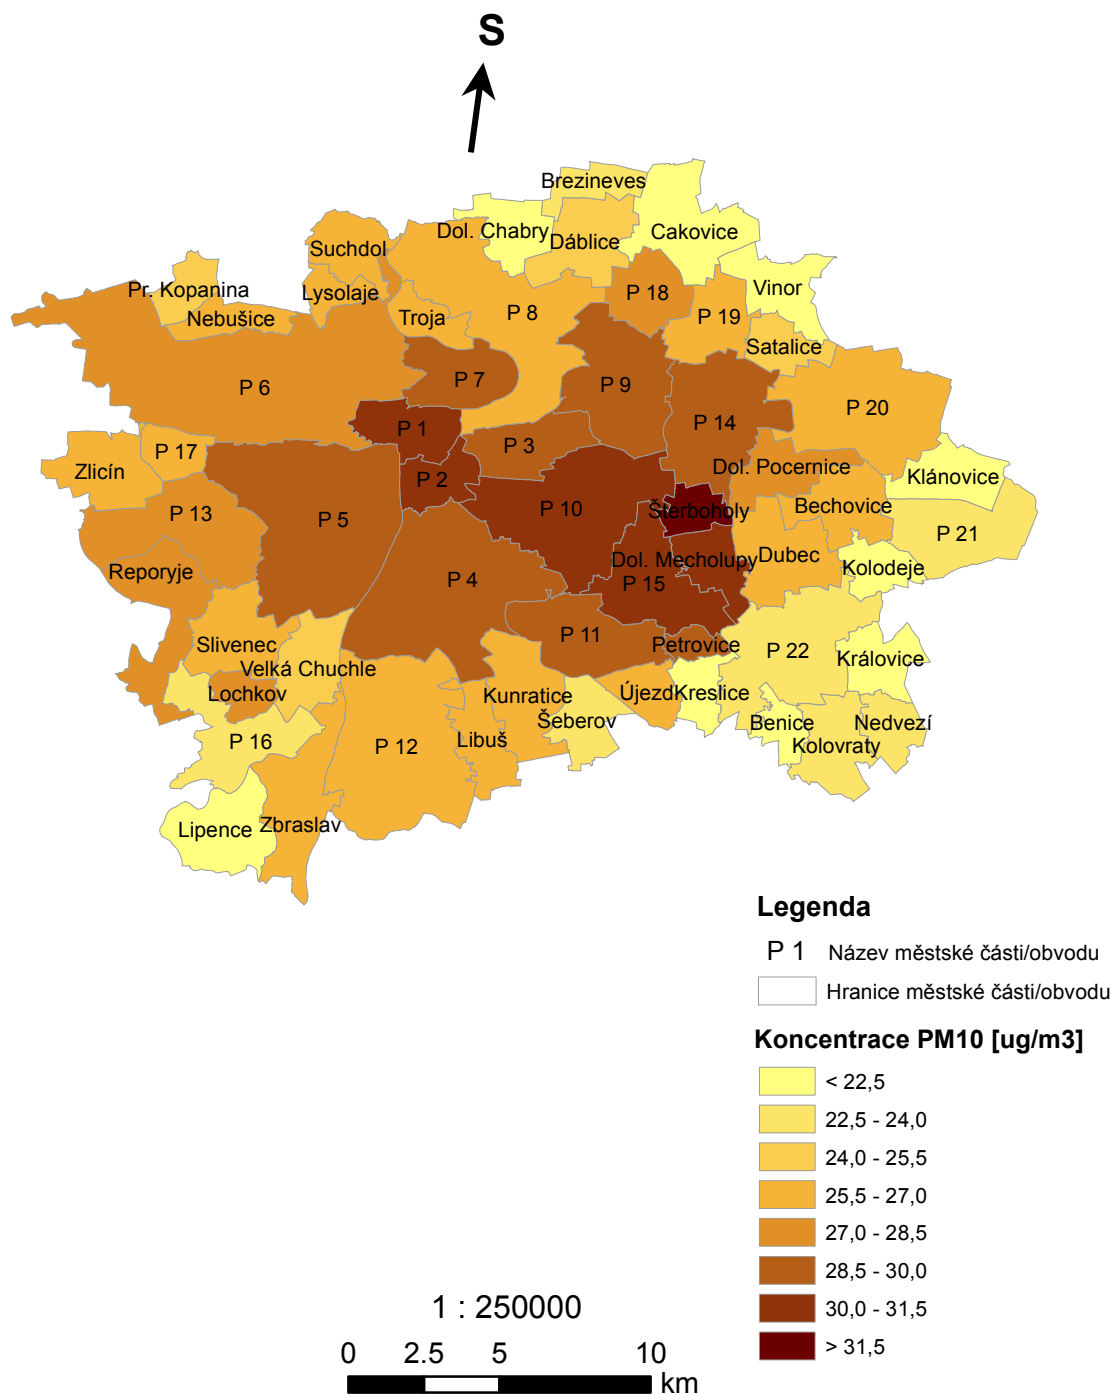 S
Brezineves
Dol. Chabry
Dáblice
Cakovice
Suchdol
Vinor
Pr. Kopanina
Lysolaje
P 18
Nebušice
Troja
P 8
P 19
Satalice
P 6
P 7
P 9
P 20
P 1
P 14
P 3
P 17
Zlicín
P 2
Dol. Pocernice
Klánovice
P 13
P 5
P 10
Šterboholy
Bechovice
P 21
Reporyje
P 4
Dol. Mecholupy
Dubec
Kolodeje
P 15
Slivenec
P 11
Petrovice
P 22
Královice
Velká Chuchle
Lochkov
Kunratice
Újezd
Kreslice
Šeberov
Benice
Nedvezí
P 16
P 12
Libuš
Kolovraty
Lipence
Zbraslav
Legenda
P 1 Název městské části/obvodu
Hranice městské části/obvodu
Koncentrace PM10 [ug/m3]
< 22,5
22,5 - 24,0
24,0 - 25,5
25,5 - 27,0
27,0 - 28,5
28,5 - 30,0
30,0 - 31,5
> 31,5
1 : 250000
0 2.5 5 10
km